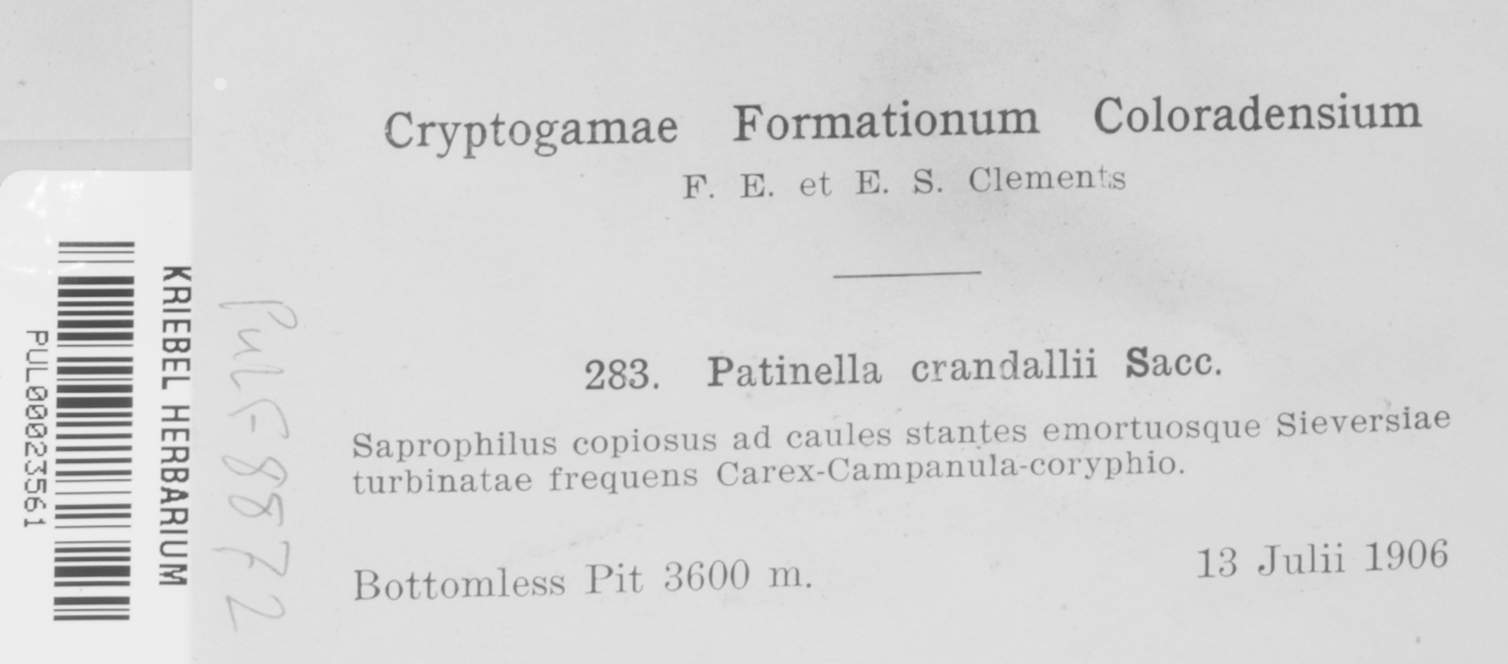 Cryptogamae Formationum Coloradensium
F. E. et E. S. Clements
283. Patinella crandallii Sacc.
Saprophilus copiosus ad caules stantes emortuosque Sieversiae
turbinatae frequens Carex-Campanula-coryphio.
Bottomless Pit 3600 m.
13 Julii 1906
KRIEBEL HERBARIUM
PUL00023561
PUL F8872